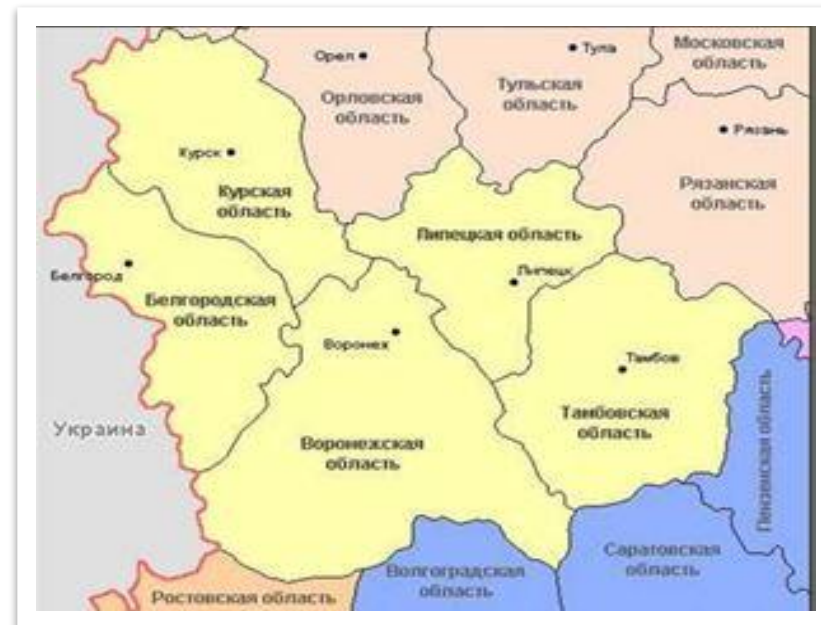 Орел
Тула
Московская
область
Орловская
область
Тульская
область
Рязань
Курск
Курская
область
Рязанская
область
Липецкая область
Белгород
Липецк
Белгородская
область
Воронеж
Тамбов
Украина
Воронежская
область
Тамбовская
область
Пензенская область
Волгоградская
область
Саратовская
область
Ростовская область